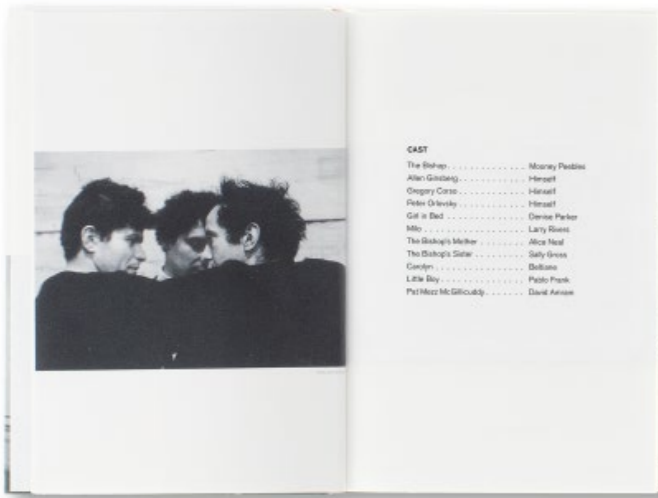 CAST
The Bishop . . . . . . . . . . . . . Mooney Peebles
Allen Ginsberg . . . . . . . . . . . . Himself
Gregory Corso . . . . . . . . . . . . Himself
Peter Orlovsky . . . . . . . . . . . . Himself
Girl in Bed . . . . . . . . . . . . . Denise Parker
Milo . . . . . . . . . . . . . . . . Larry Rivers
The Bishop's Mother . . . . . . . . . Alice Neal
The Bishop's Sister . . . . . . . . . Sally Gross
Carolyn . . . . . . . . . . . . . . . Beltiane
Little Boy . . . . . . . . . . . . . . Pablo Frank
Pat Mezz McGillicuddy . . . . . . . . David Amram